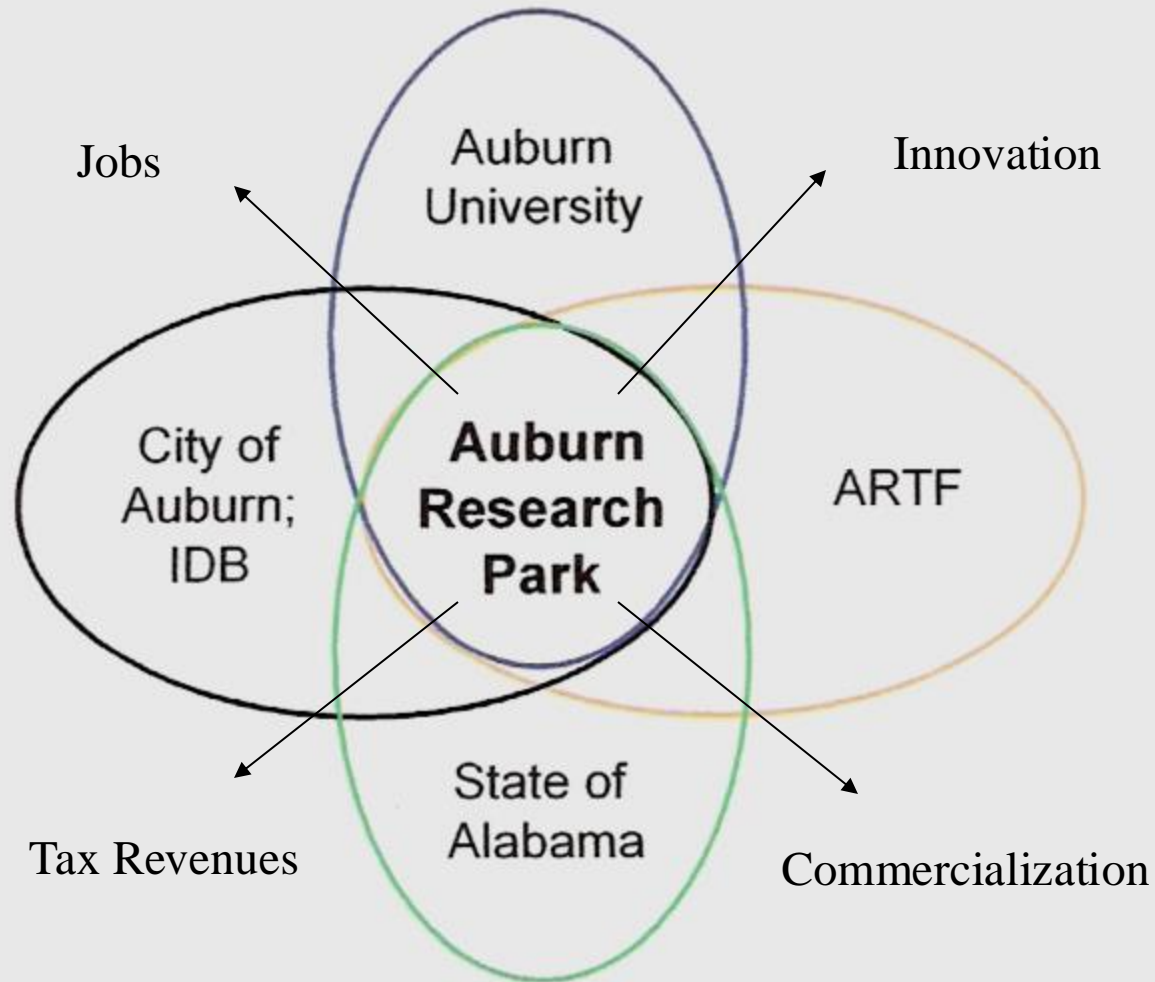 Auburn
University
Jobs
Innovation
City of
Auburn;
IDB
Auburn
Research
Park
ARTF
State of
Alabama
Tax Revenues
Commercialization